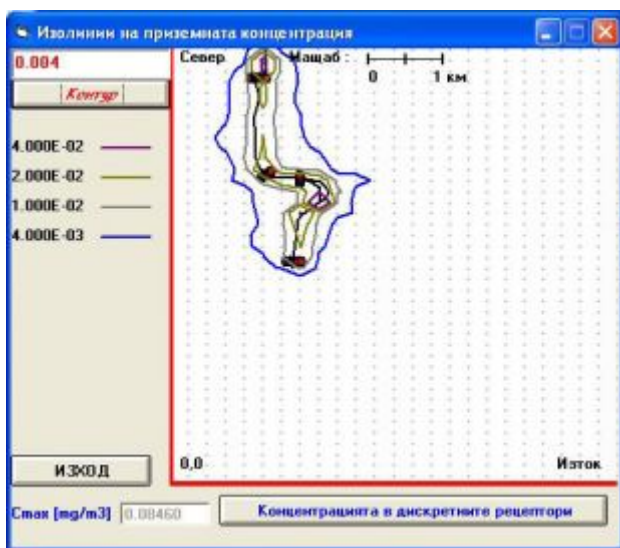 Изолинии на приземната концентрация
0.004
Контур
4.000E-02
2.000E-02
1.000E-02
4.000E-03
Север
Мащаб :
0 1 км
0,0
Изток
ИЗХОД
Cmax [mg/m3] 0.08460
Концентрацията в дискретните рецептори